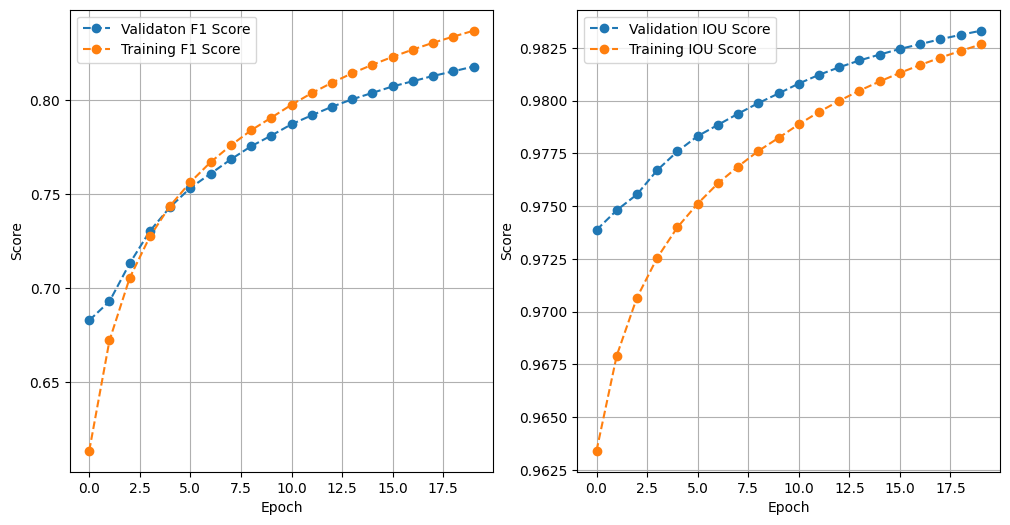 Validaton F1 Score
Training F1 Score
0.80
0.75
0.70
0.65
Score
0.0 2.5 5.0 7.5 10.0 12.5 15.0 17.5
Epoch
Validation IOU Score
Training IOU Score
0.9825
0.9800
0.9775
0.9750
0.9725
0.9700
0.9675
0.9650
0.9625
Score
0.0 2.5 5.0 7.5 10.0 12.5 15.0 17.5
Epoch